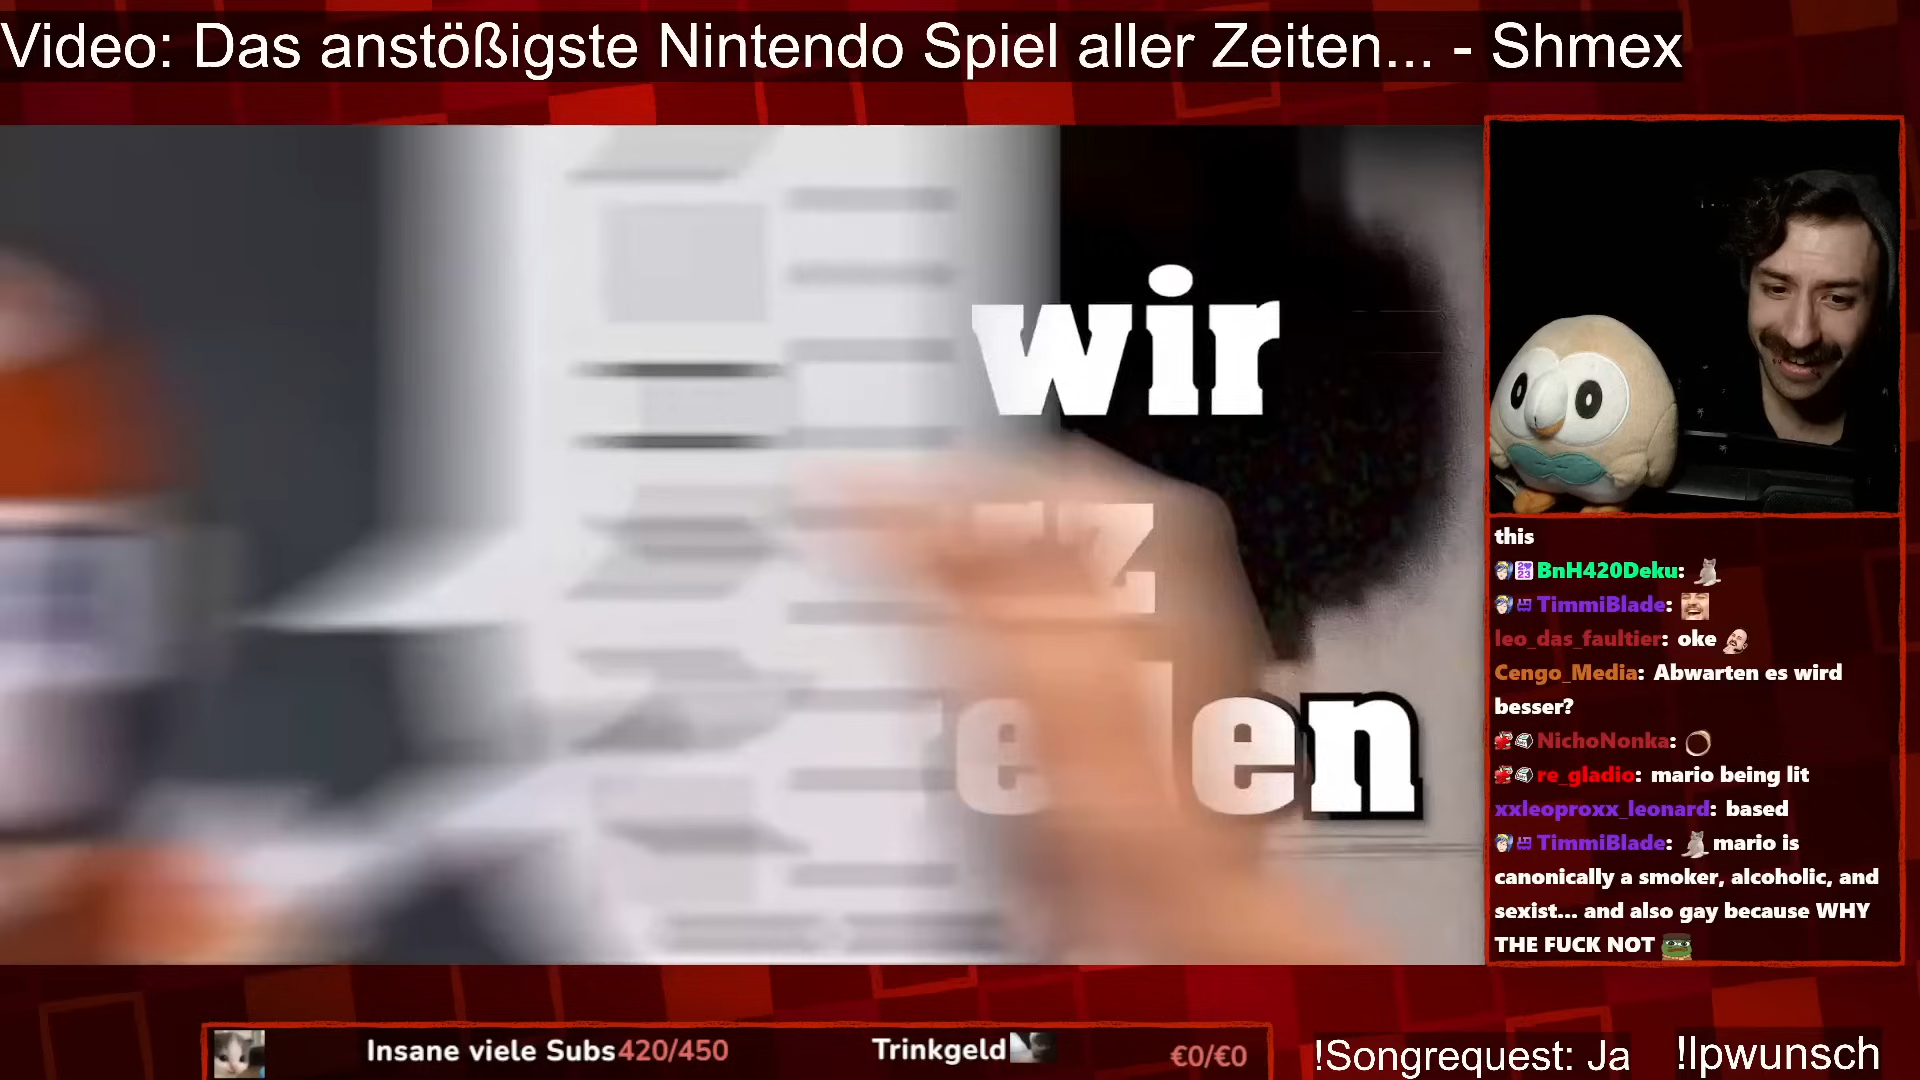 Video: Das anstößigste Nintendo Spiel aller Zeiten... - Shmex
wir
en
this
BnH420Deku:
TimmiBlade:
leo_das_faultier: oke
Cengo_Media: Abwarten es wird
besser?
NichoNonka:
re_gladio: mario being lit
xxleoproxx_leonard: based
TimmiBlade: mario is
canonically a smoker, alcoholic, and
sexist... and also gay because WHY
THE FUCK NOT
Insane viele Subs 420/450
Trinkgeld €0/€0
!Songrequest: Ja
!lpwunsch